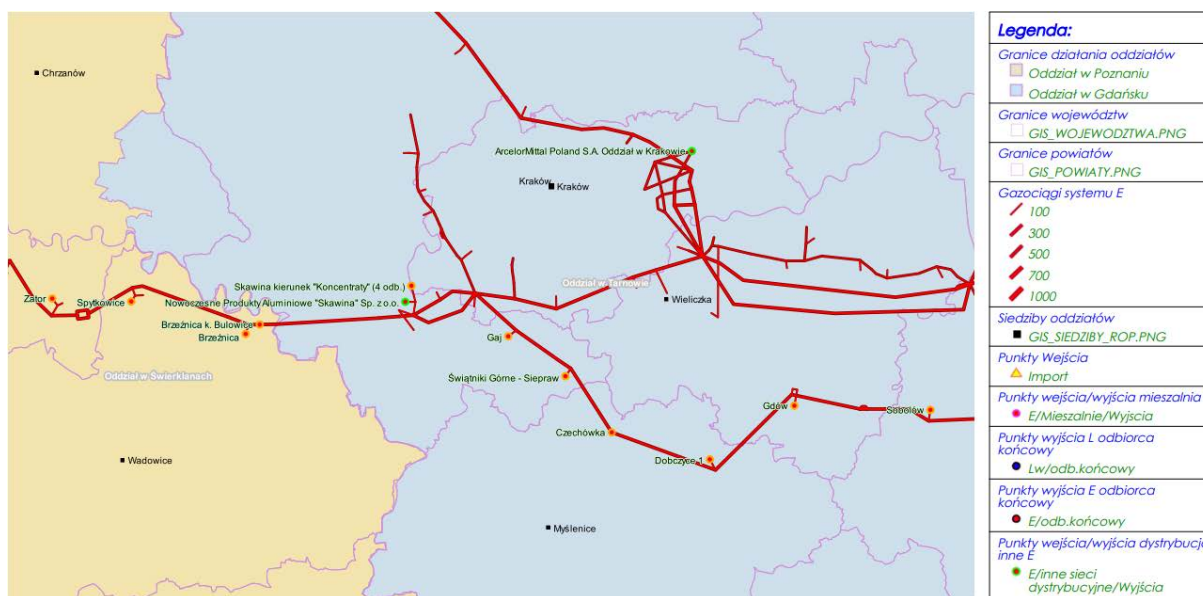 Chrzanów
ArcelorMittal Poland S.A. Oddział w Krakowie
Kraków
Kraków
Skawina kierunek "Koncentraty" (4 odb.)
Oddział w Tarnowie
Zator
Spytkowice
Nowoczesne Produkty Aluminiowe "Skawina" Sp. z o.o.
Wieliczka
Brzeźnica k. Bulowice
Brzeźnica
Gaj
Oddział w Świerklanach
Świątniki Górne - Siepraw
Gdów
Sobolów
Czechówka
Wadowice
Dobczyce-1
Myślenice
Legenda:
Granice działania oddziałów
Oddział w Poznaniu
Oddział w Gdańsku
Granice województw
GIS_WOJEWODZTWA.PNG
Granice powiatów
GIS_POWIATY.PNG
Gazociągi systemu E
100
300
500
700
1000
Siedziby oddziałów
GIS_SIEDZIBY_ROP.PNG
Punkty Wejścia
Import
Punkty wejścia/wyjścia mieszalnia
E/Mieszalnie/Wyjscia
Punkty wyjścia L odbiorca
końcowy
Lw/odb.końcowy
Punkty wyjścia E odbiorca
końcowy
E/odb.końcowy
Punkty wejścia/wyjścia dystrybucja
inne E
E/inne sieci
dystrybucyjne/Wyjścia